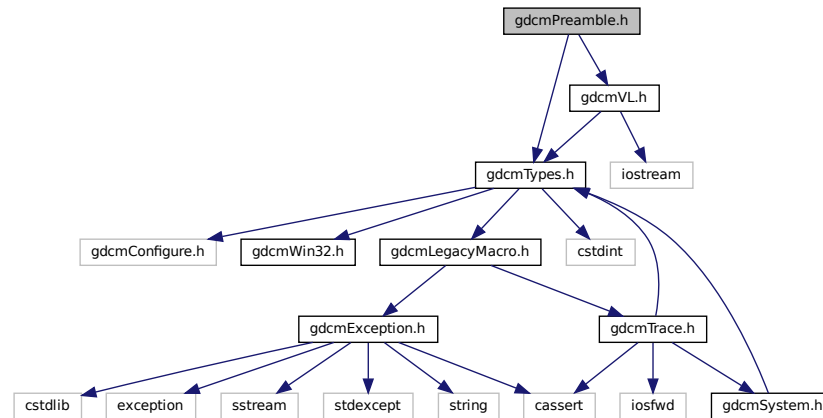 gdcmPreamble.h
gdcmVL.h
gdcmTypes.h
iostream
gdcmConfigure.h
gdcmWin32.h
gdcmLegacyMacro.h
cstdint
gdcmException.h
gdcmTrace.h
cstdlib
exception
sstream
stdexcept
string
cassert
iosfwd
gdcmSystem.h